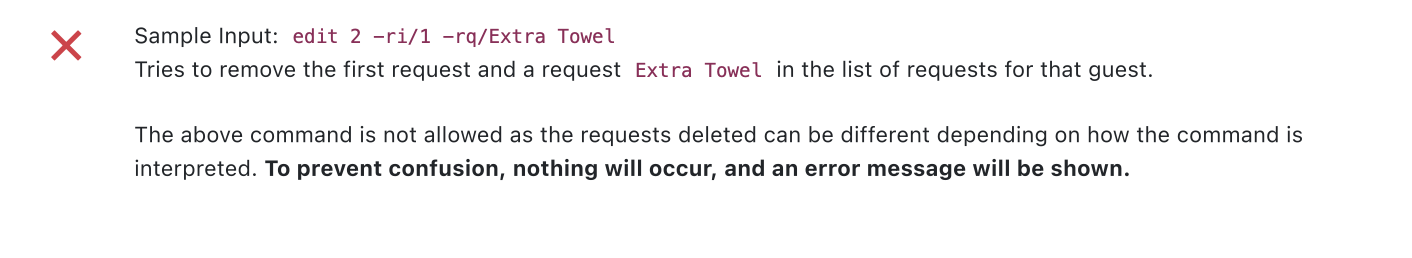 Sample Input: edit 2 -ri/1 -rq/Extra Towel
Tries to remove the first request and a request Extra Towel in the list of requests for that guest.
The above command is not allowed as the requests deleted can be different depending on how the command is
interpreted. To prevent confusion, nothing will occur, and an error message will be shown.